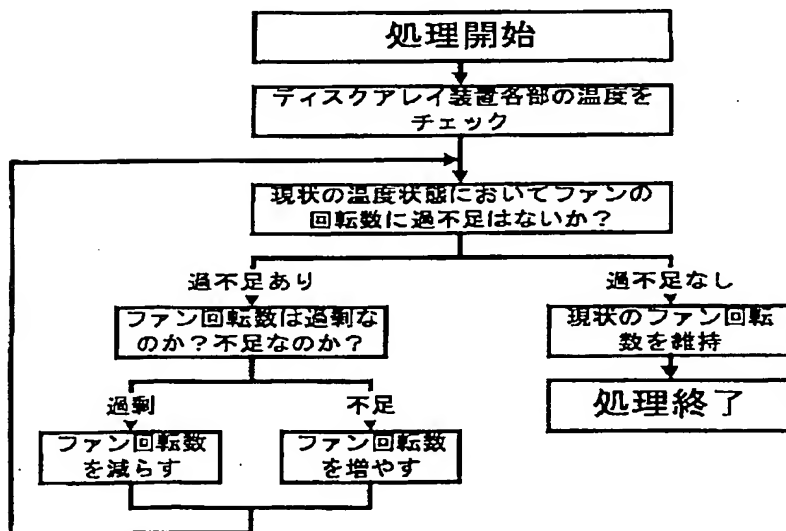 処理開始
ディスクアレイ装置各部の温度を
チェック
現状の温度状態においてファンの
回転数に過不足はないか？
過不足あり
過不足なし
ファン回転数は過剰な
のか？不足なのか？
現状のファン回転
数を維持
処理終了
過剰
不足
ファン回転数
を減らす
ファン回転数
を増やす